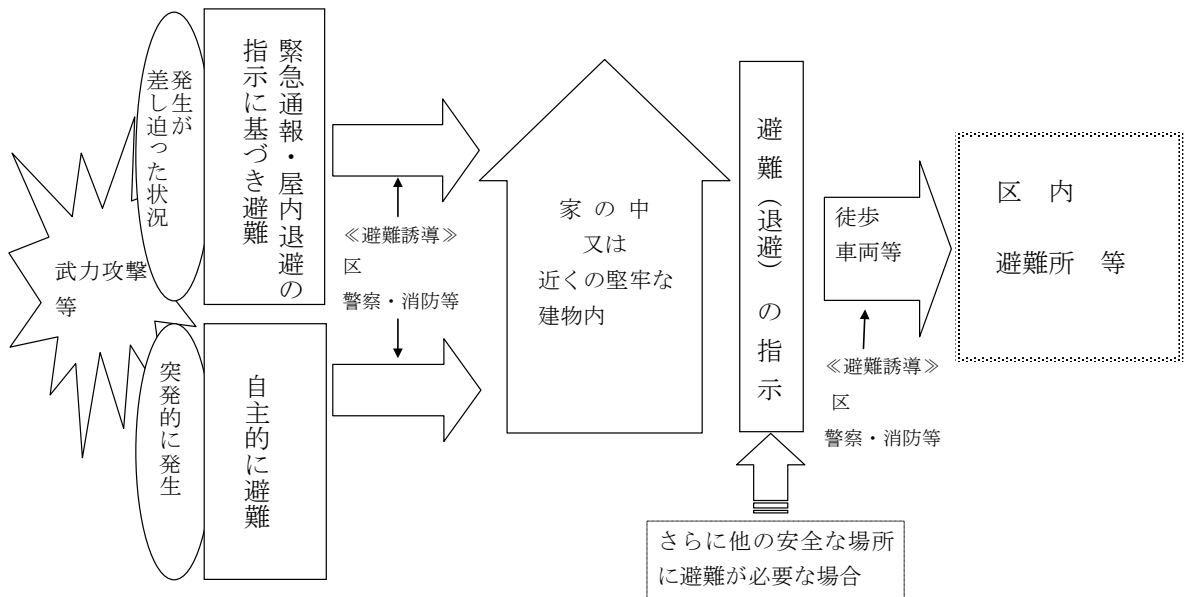 武力攻撃
等
発生が
差し迫った状況
緊急通報・屋内退避の
指示に基づき避難
突発的に発生
自主的に避難
≪避難誘導≫
区
警察・消防等
家の中
又は
近くの堅牢な
建物内
避難(退避)の指示
さらに他の安全な場所
に避難が必要な場合
徒歩
車両等
≪避難誘導≫
区
警察・消防等
区 内
避難所 等